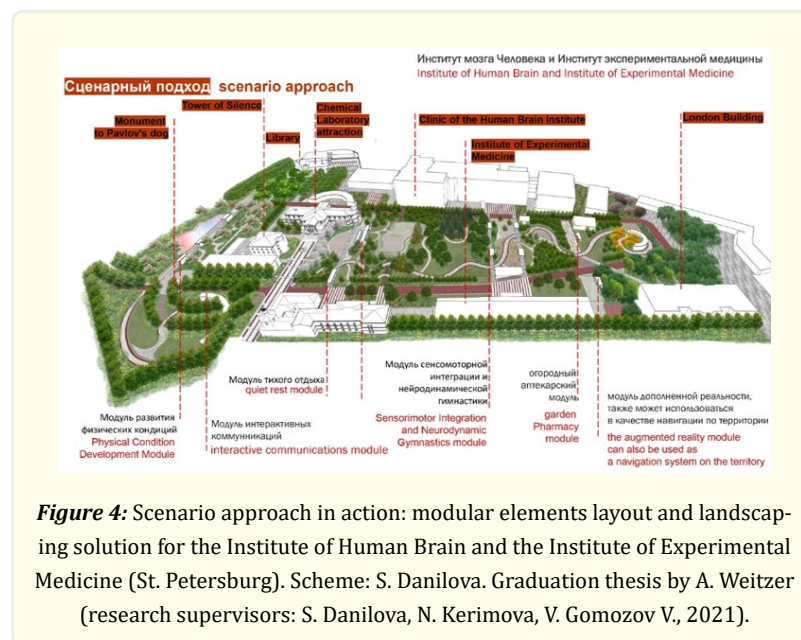 Институт мозга Человека и Институт экспериментальной медицины
Institute of Human Brain and Institute of Experimental Medicine
Сценарный подход scenario approach
Tower of Silence
Chemical
Laboratory
attraction
Monument
to Pavlov's dog
Library
Clinic of the Human Brain Institute
London Building
Institute of Experimental
Medicine
Модуль тихого отдыха
quiet rest module
Модуль сенсомоторной
интеграции и
нейродинамической
гимнастики
Sensorimotor Integration
and Neurodynamic
Gymnastics module
огородный
аптекарский
модуль
garden
Pharmacy
module
модуль дополненной реальности,
также может использоваться
в качестве навигации по территории
the augmented reality module
can also be used as
a navigation system on the territory
Модуль развития
физических кондиций
Physical Condition
Development Module
Модуль интерактивных
коммунникаций
interactive communications module
Figure 4: Scenario approach in action: modular elements layout and landscap-
ing solution for the Institute of Human Brain and the Institute of Experimental
Medicine (St. Petersburg). Scheme: S. Danilova. Graduation thesis by A. Weitzer
(research supervisors: S. Danilova, N. Kerimova, V. Gomozov V., 2021).